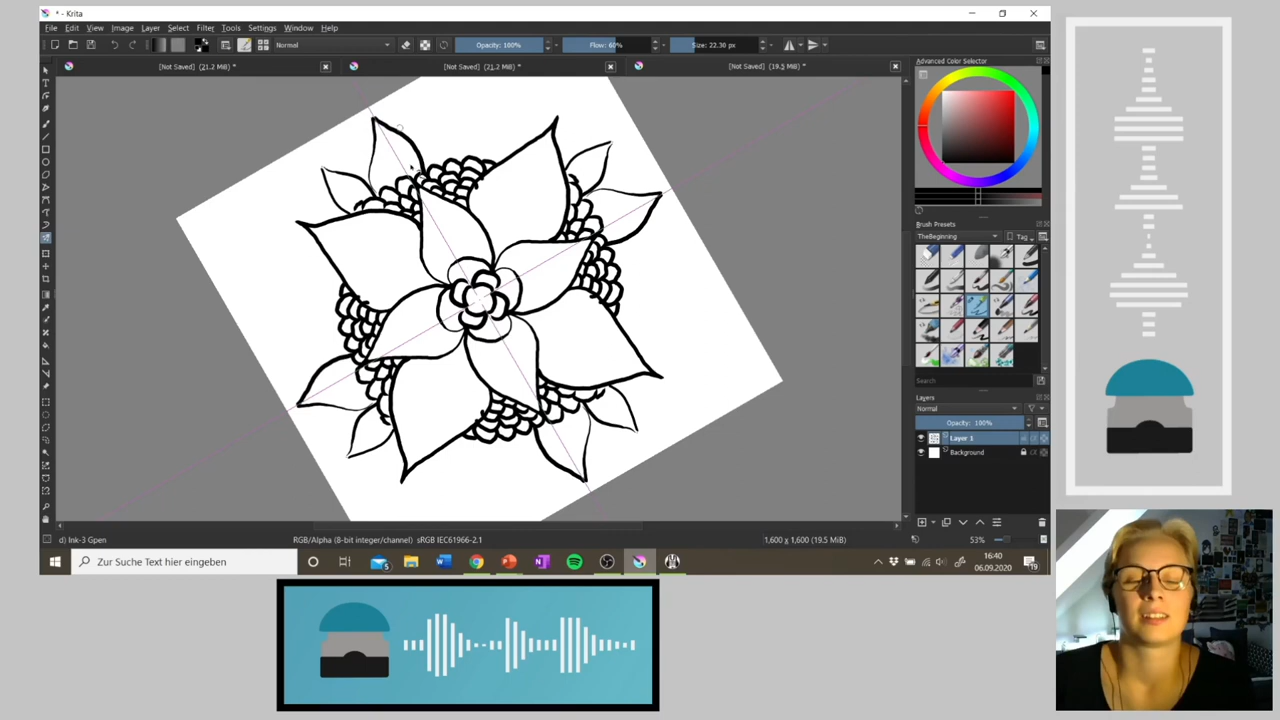 * - Krita
File Edit View Image Layer Select Filter Tools Settings Window Help
Normal Opacity: 100% Flow: 60% Size: 22.30 px
[Not Saved] (21.2 MiB) * [Not Saved] (21.2 MiB) * [Not Saved] (19.5 MiB) *
Advanced Color Selector
Brush Presets
TheBeginning Tag
Search
Layers
Normal
Opacity: 100%
Layer 1
Background
d) Ink-3 Gpen RGB/Alpha (8-bit integer/channel) sRGB IEC61966-2.1 1,600 x 1,600 (19.5 MiB) 53%
Zur Suche Text hier eingeben
16:40
06.09.2020
5
19